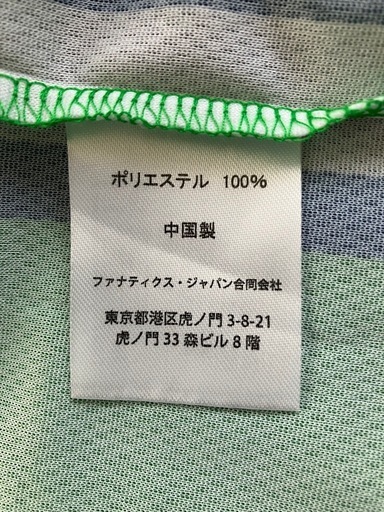 ポリエステル 100%
中国製
ファナティクス・ジャパン合同会社
東京都港区虎ノ門 3-8-21
虎ノ門 33 森ビル 8 階